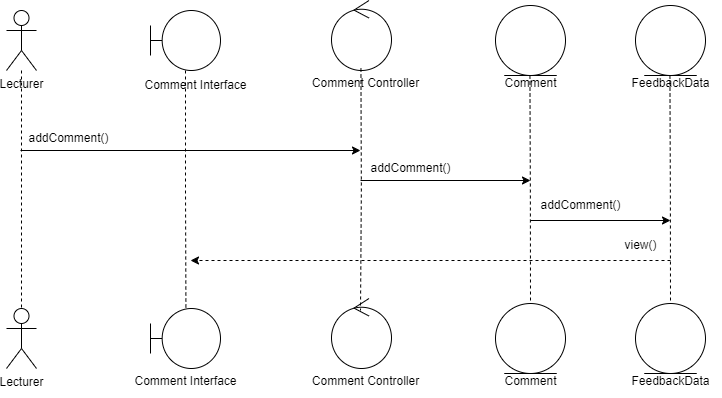 Lecturer
Comment Interface
Comment Controller
Comment
FeedbackData
addComment()
addComment()
addComment()
view()
Lecturer
Comment Interface
Comment Controller
Comment
FeedbackData